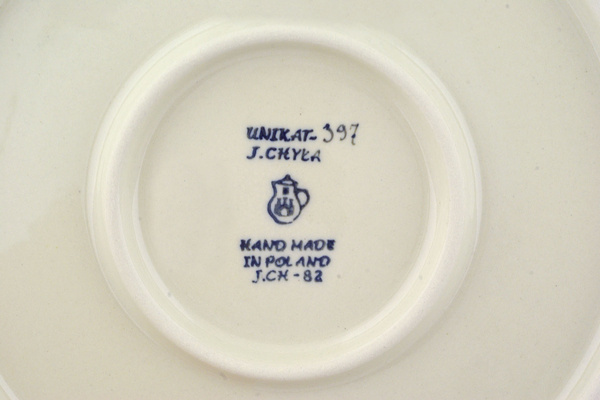 UNIKAT-397
J.CHYŁA
HAND MADE
IN POLAND
J.CH-82